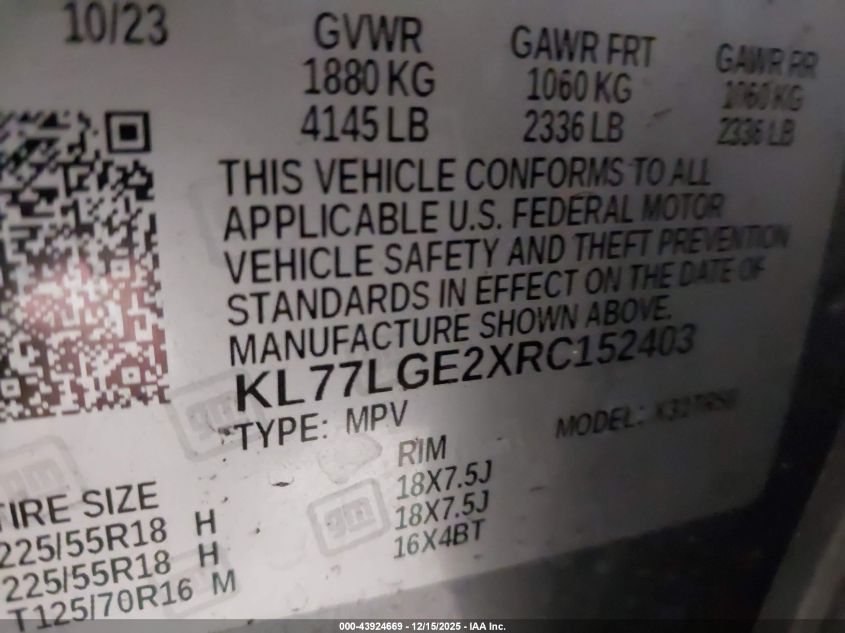 10/23 GVWR GAWR FRT GAWR RR
1880 KG 1060 KG 1060 KG
4145 LB 2336 LB 2336 LB
THIS VEHICLE CONFORMS TO ALL
APPLICABLE U.S. FEDERAL MOTOR
VEHICLE SAFETY AND THEFT PREVENTION
STANDARDS IN EFFECT ON THE DATE OF
MANUFACTURE SHOWN ABOVE.
KL77LGE2XRC152403
TYPE: MPV MODEL:
TIRE SIZE RIM
225/55R18 H 18X7.5J
225/55R18 H 18X7.5J
T125/70R16 M 16X4BT
000-43924669 - 12/15/2025 - IAA Inc.